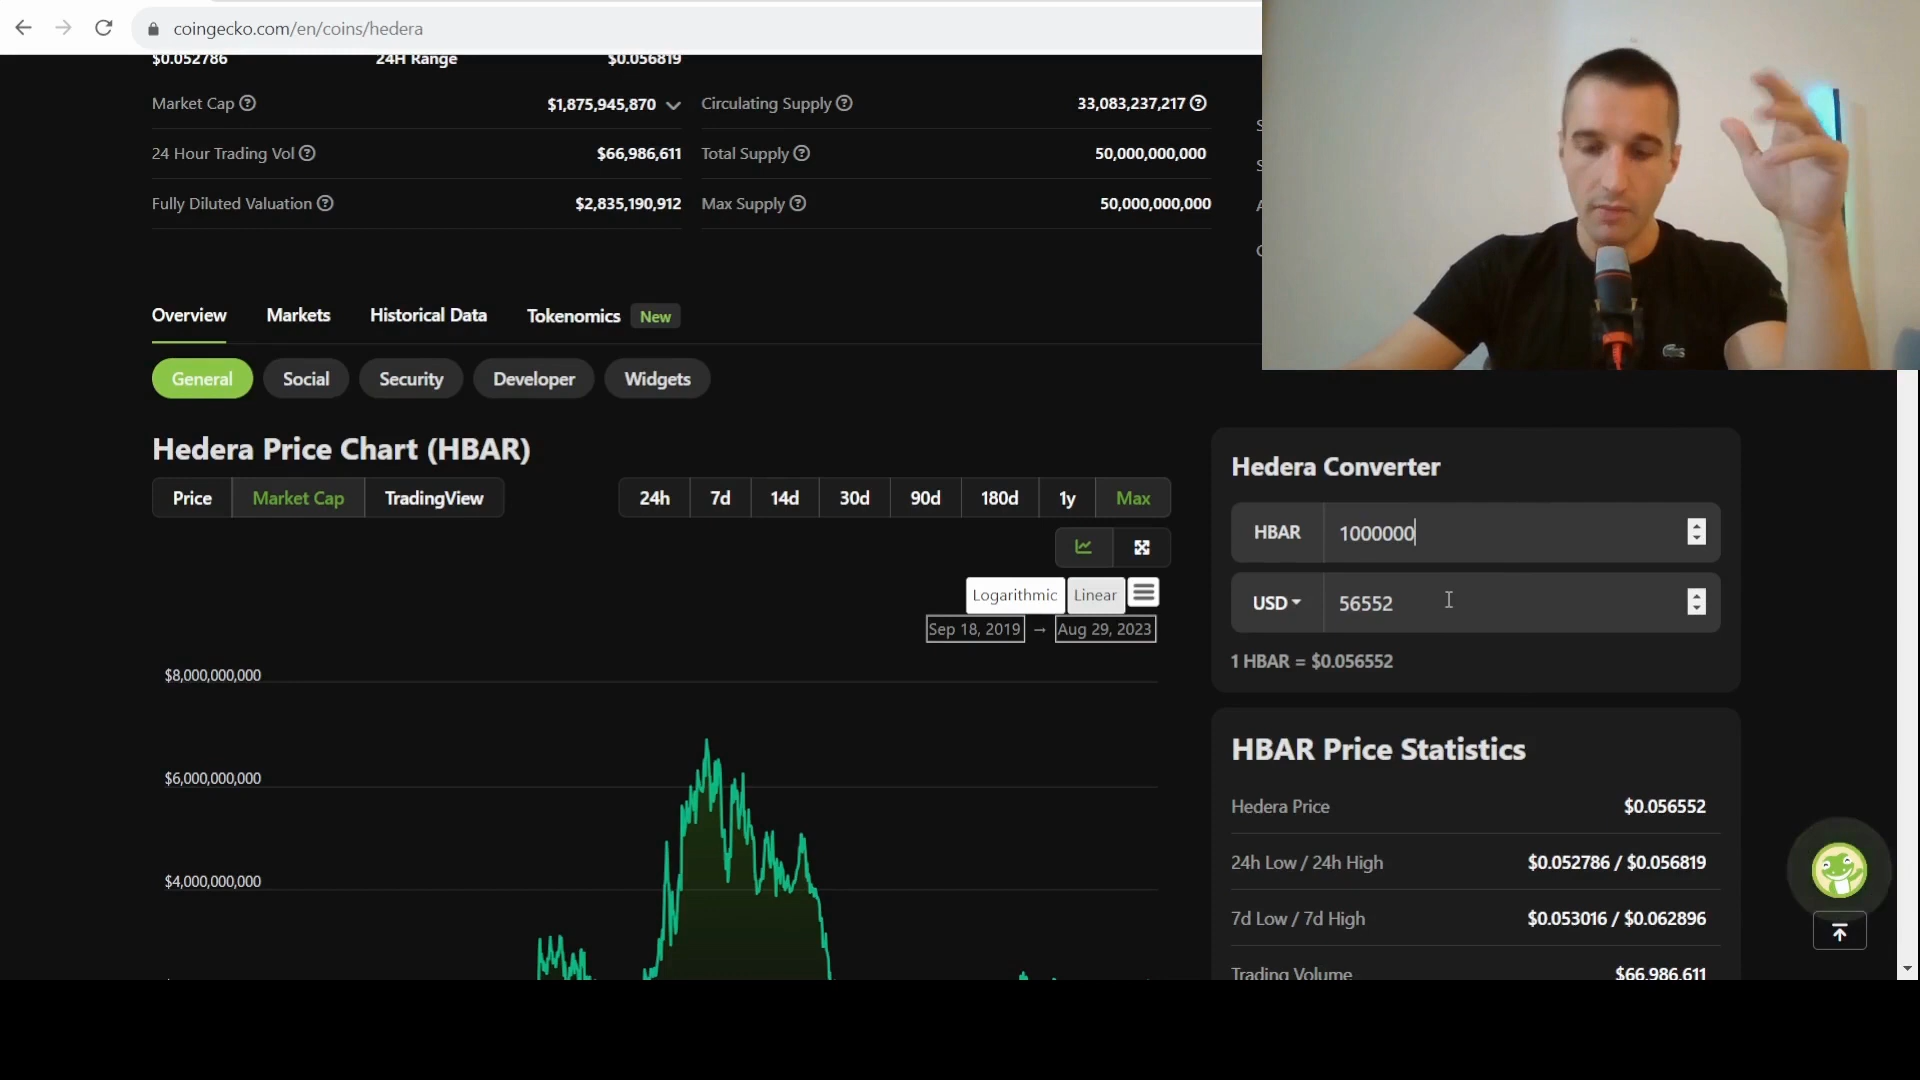 coingecko.com/en/coins/hedera
$0.052786 24H Range $0.056819
Market Cap $1,875,945,870 Circulating Supply 33,083,237,217
24 Hour Trading Vol $66,986,611 Total Supply 50,000,000,000
Fully Diluted Valuation $2,835,190,912 Max Supply 50,000,000,000
Overview Markets Historical Data Tokenomics New
General Social Security Developer Widgets
Hedera Price Chart (HBAR)
Price Market Cap TradingView 24h 7d 14d 30d 90d 180d 1y Max
Logarithmic Linear
Sep 18, 2019 → Aug 29, 2023
$8,000,000,000
$6,000,000,000
$4,000,000,000
Hedera Converter
HBAR 1000000
USD 56552
1 HBAR = $0.056552
HBAR Price Statistics
Hedera Price $0.056552
24h Low / 24h High $0.052786 / $0.056819
7d Low / 7d High $0.053016 / $0.062896
Trading Volume $66,986,611